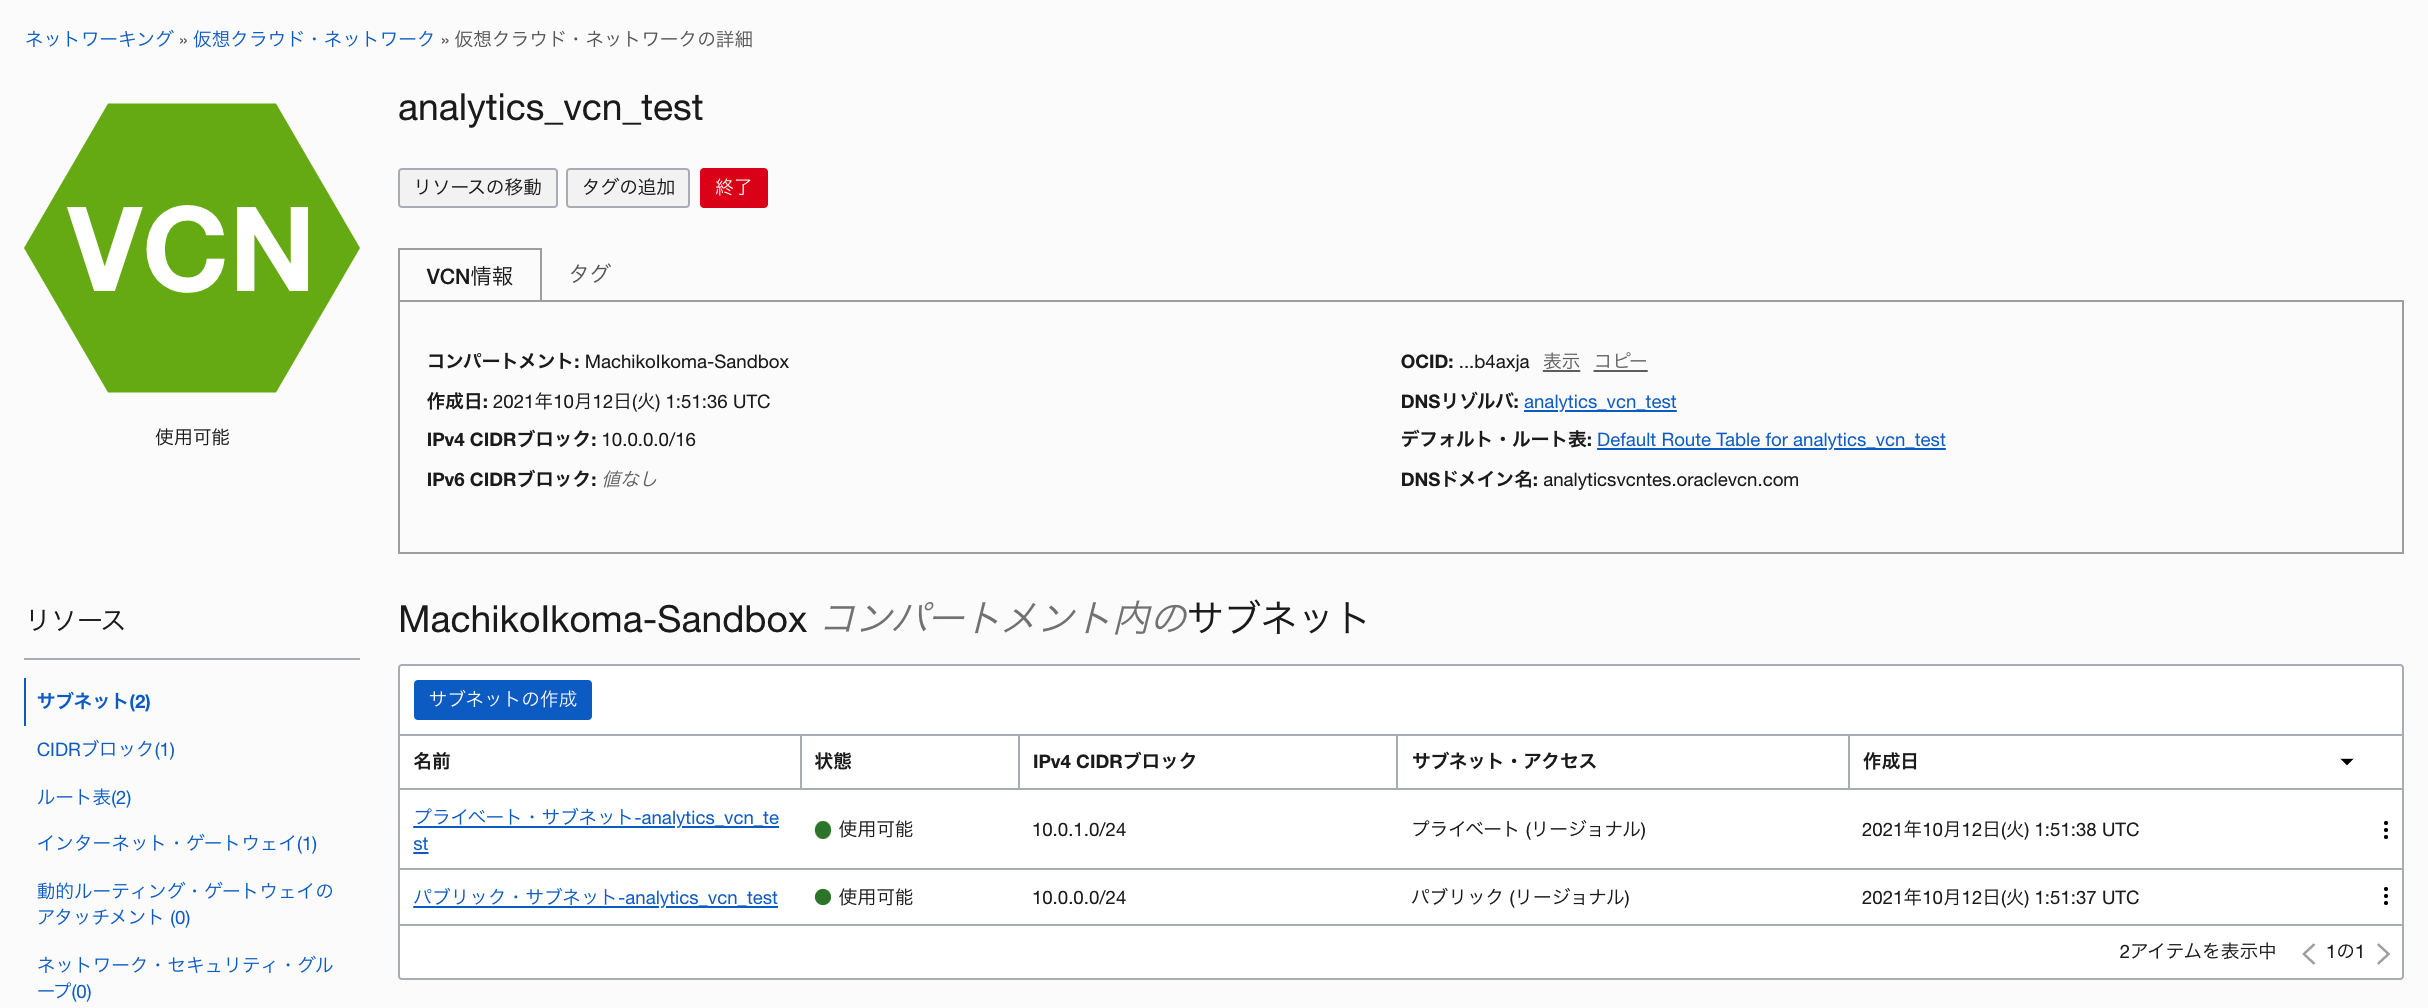 ネットワーキング » 仮想クラウド・ネットワーク » 仮想クラウド・ネットワークの詳細
VCN
使用可能
analytics_vcn_test
リソースの移動 タグの追加 終了
VCN情報 タグ
コンパートメント: MachikoIkoma-Sandbox
作成日: 2021年10月12日(火) 1:51:36 UTC
IPv4 CIDRブロック: 10.0.0.0/16
IPv6 CIDRブロック: 値なし
OCID: ...b4axja 表示 コピー
DNSリゾルバ: analytics_vcn_test
デフォルト・ルート表: Default Route Table for analytics_vcn_test
DNSドメイン名: analyticsvcntes.oraclevcn.com
リソース
サブネット(2)
CIDRブロック(1)
ルート表(2)
インターネット・ゲートウェイ(1)
動的ルーティング・ゲートウェイの
アタッチメント (0)
ネットワーク・セキュリティ・グル
ープ(0)
MachikoIkoma-Sandbox コンパートメント内のサブネット
サブネットの作成
名前 状態 IPv4 CIDRブロック サブネット・アクセス 作成日
プライベート・サブネット-analytics_vcn_te
st 使用可能 10.0.1.0/24 プライベート (リージョナル) 2021年10月12日(火) 1:51:38 UTC
パブリック・サブネット-analytics_vcn_test 使用可能 10.0.0.0/24 パブリック (リージョナル) 2021年10月12日(火) 1:51:37 UTC
2アイテムを表示中 1の1